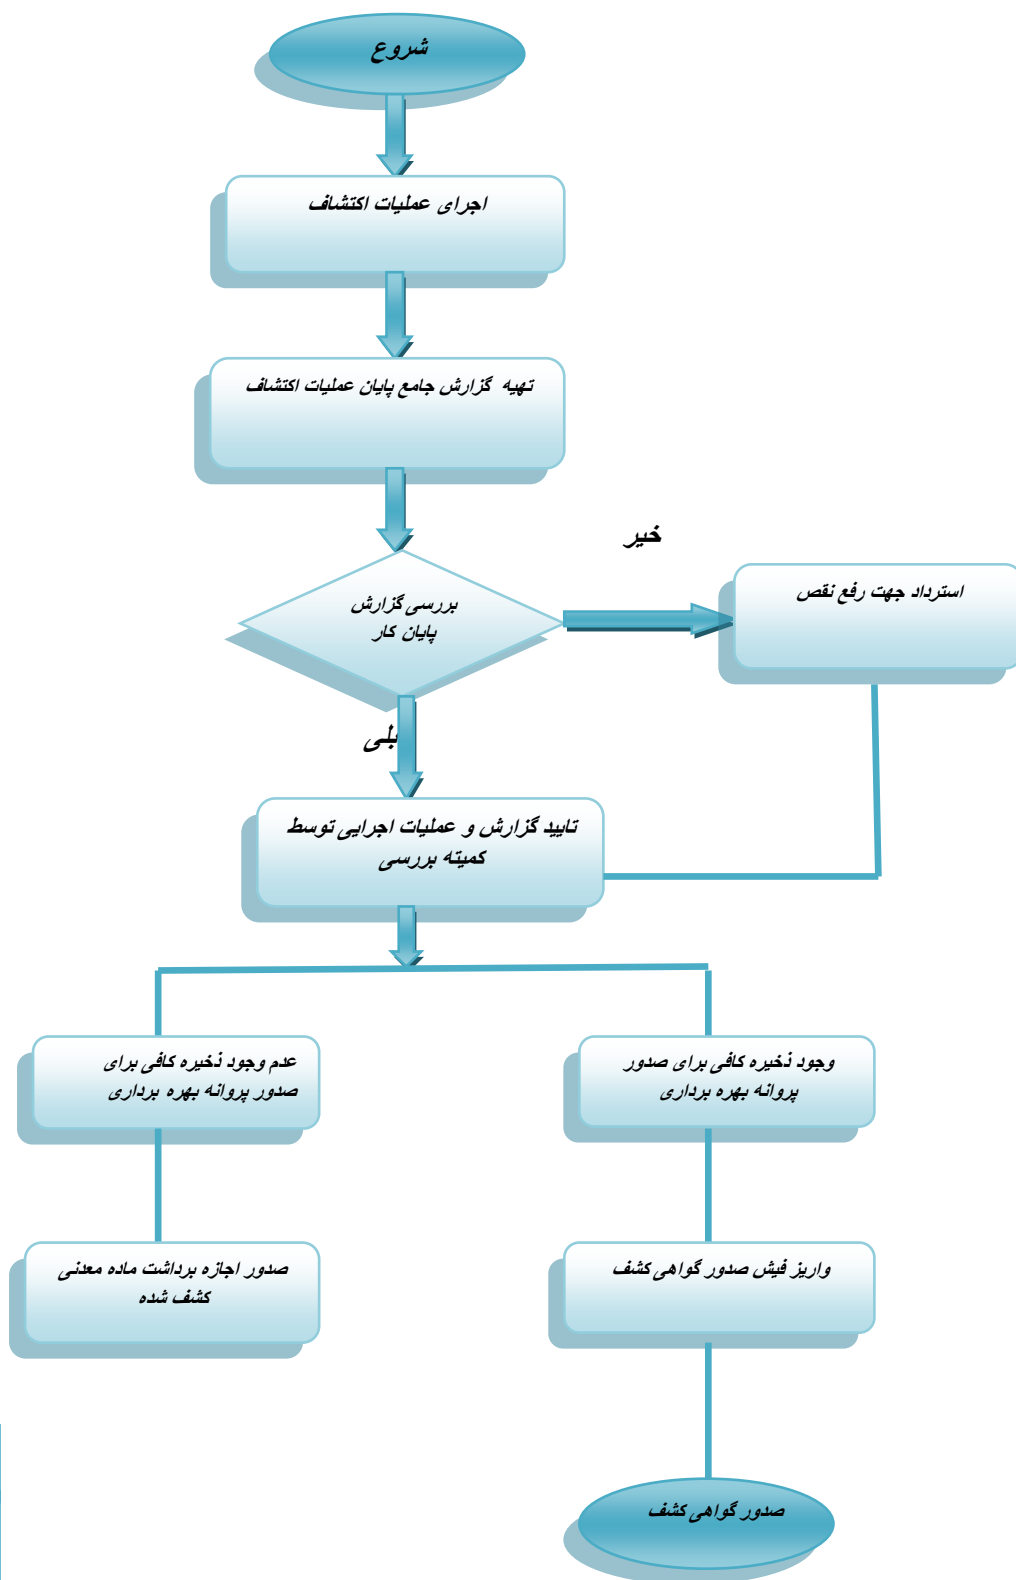 شروع
اجرای عملیات اکتشاف
تهیه گزارش جامع پایان عملیات اکتشاف
خیر
بررسی گزارش
پایان کار
استرداد جهت رفع نقص
بلی
تایید گزارش و عملیات اجرایی توسط
کمیته بررسی
وجود ذخیره کافی برای صدور
پروانه بهره برداری
عدم وجود ذخیره کافی برای
صدور پروانه بهره برداری
واریز فیش صدور گواهی کشف
صدور اجازه برداشت ماده معدنی
کشف شده
صدور گواهی کشف